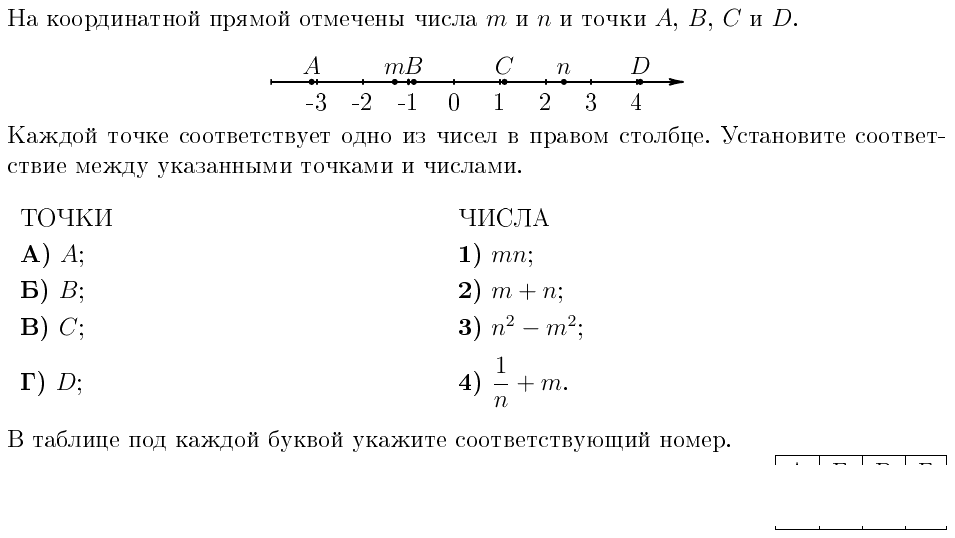 На координатной прямой отмечены числа m и n и точки A, B, C и D.
A m B C n D
-3 -2 -1 0 1 2 3 4
Каждой точке соответствует одно из чисел в правом столбце. Установите соответ-
ствие между указанными точками и числами.
ТОЧКИ ЧИСЛА
А) A; 1) mn;
Б) B; 2) m + n;
В) C; 3) n² − m²;
Г) D; 4) 1/n + m.
В таблице под каждой буквой укажите соответствующий номер.